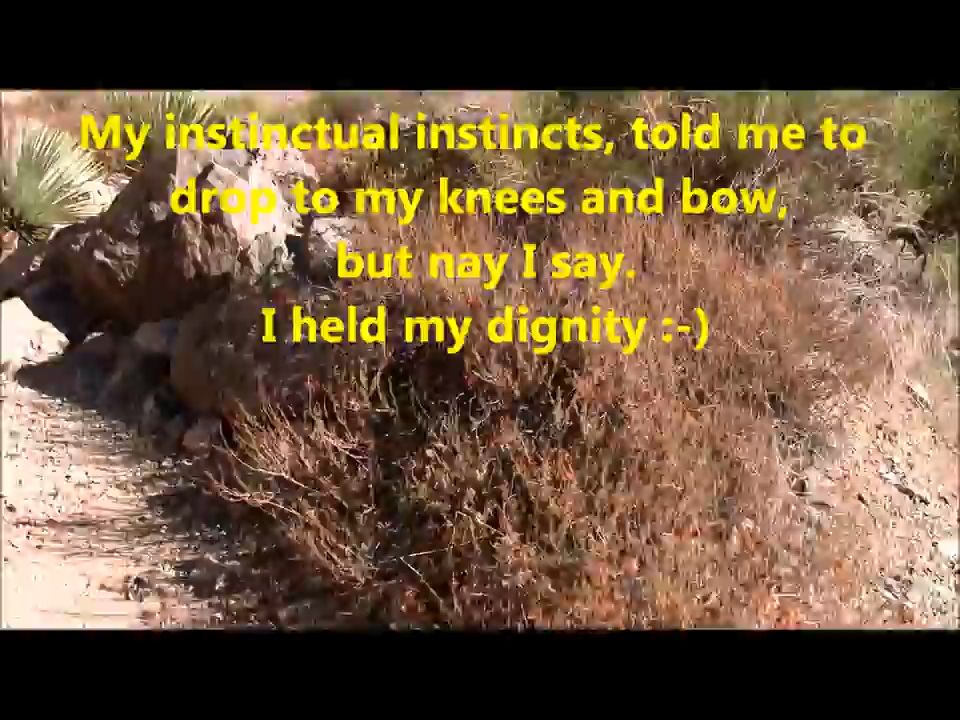 My instinctual instincts, told me to
drop to my knees and bow,
but nay I say.
I held my dignity :-)